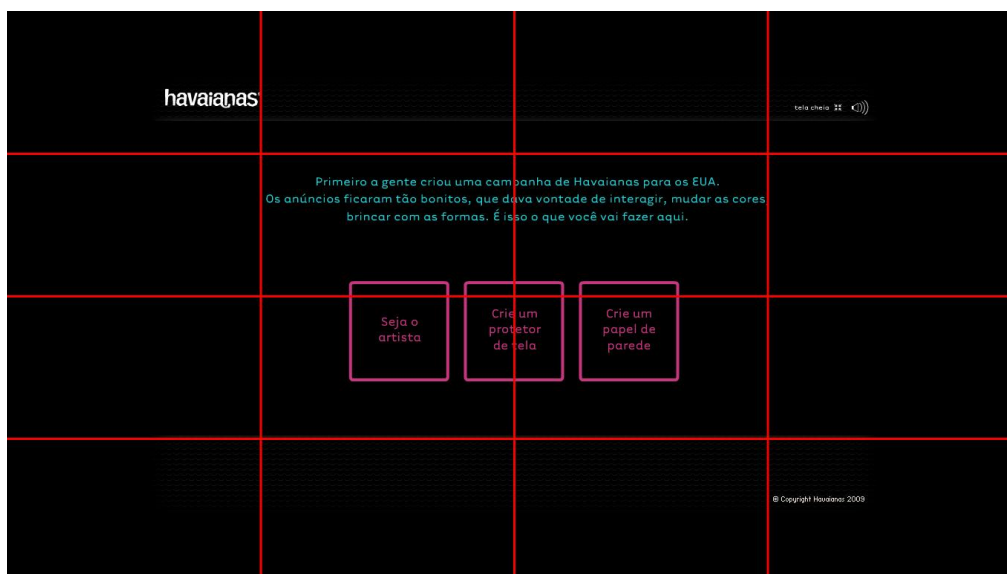 havaianas
tela cheia
Primeiro a gente criou uma campanha de Havaianas para os EUA.
Os anúncios ficaram tão bonitos, que dava vontade de interagir, mudar as cores
brincar com as formas. É isso o que você vai fazer aqui.
Seja o
artista
Crie um
protetor
de tela
Crie um
papel de
parede
@ Copyright Havaianas 2009